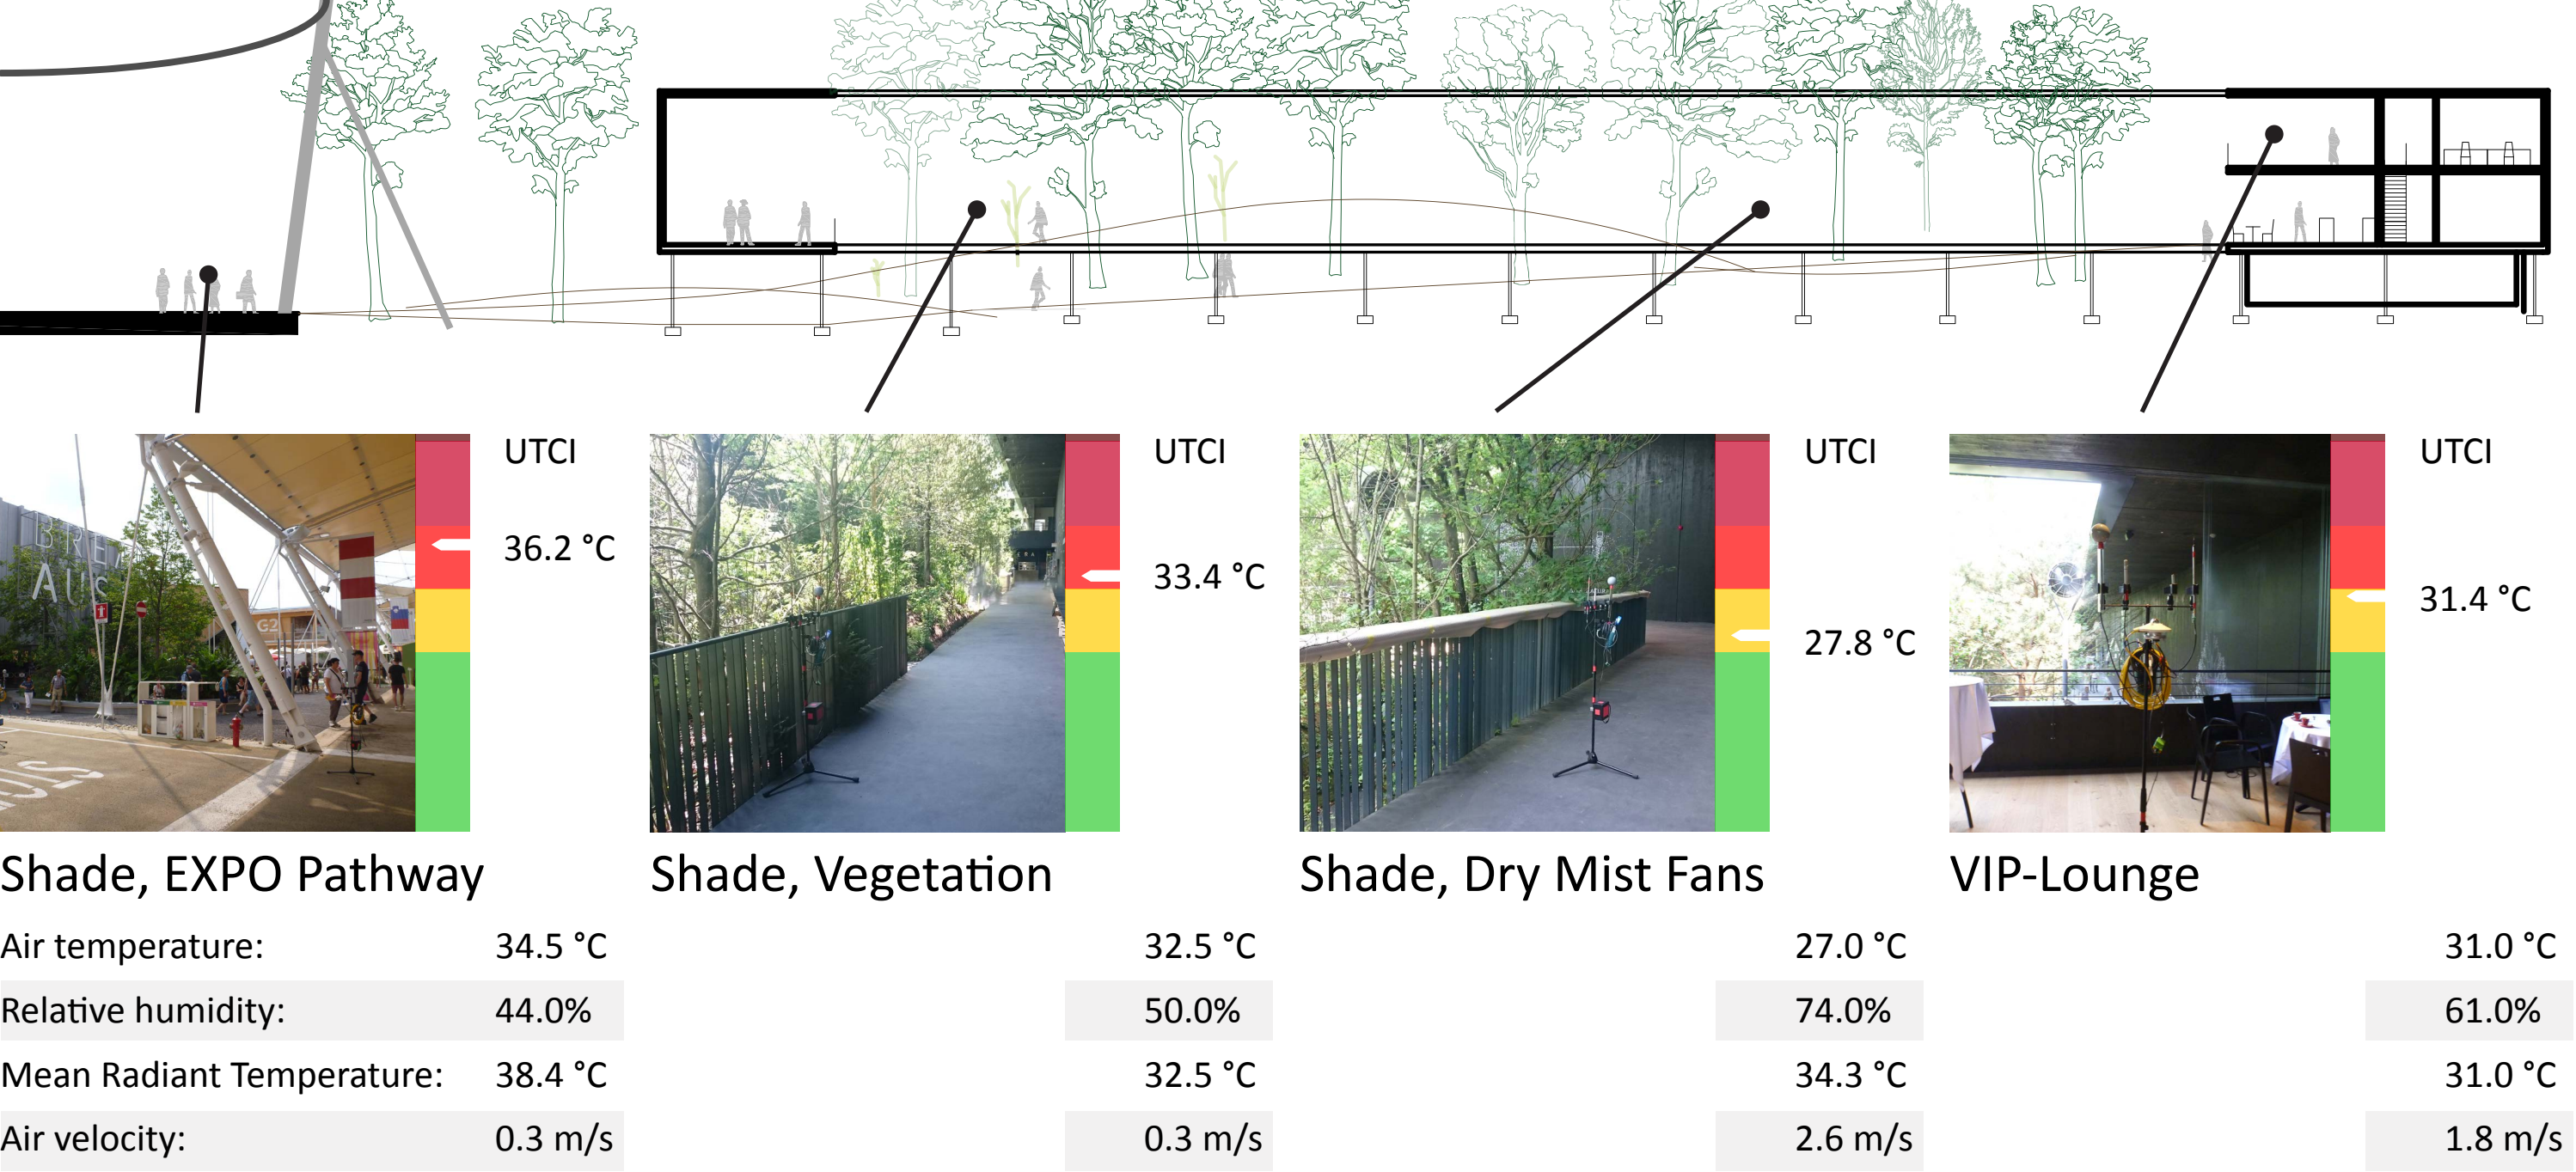 UTCI
36.2 °C
UTCI
33.4 °C
UTCI
27.8 °C
UTCI
31.4 °C
BRE
Aus
G2
Shade, EXPO Pathway
Shade, Vegetation
Shade, Dry Mist Fans
VIP-Lounge
Air temperature: 34.5 °C 32.5 °C 27.0 °C 31.0 °C
Relative humidity: 44.0% 50.0% 74.0% 61.0%
Mean Radiant Temperature: 38.4 °C 32.5 °C 34.3 °C 31.0 °C
Air velocity: 0.3 m/s 0.3 m/s 2.6 m/s 1.8 m/s